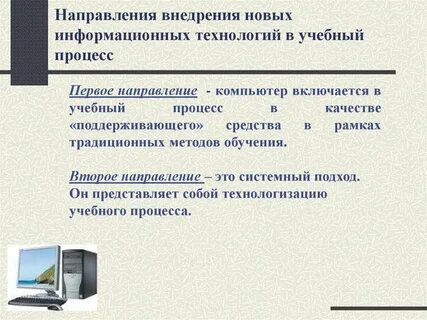 Направления внедрения новых
информационных технологий в учебный
процесс
Первое направление - компьютер включается в
учебный процесс в качестве
«поддерживающего» средства в рамках
традиционных методов обучения.
Второе направление – это системный подход.
Он представляет собой технологизацию
учебного процесса.